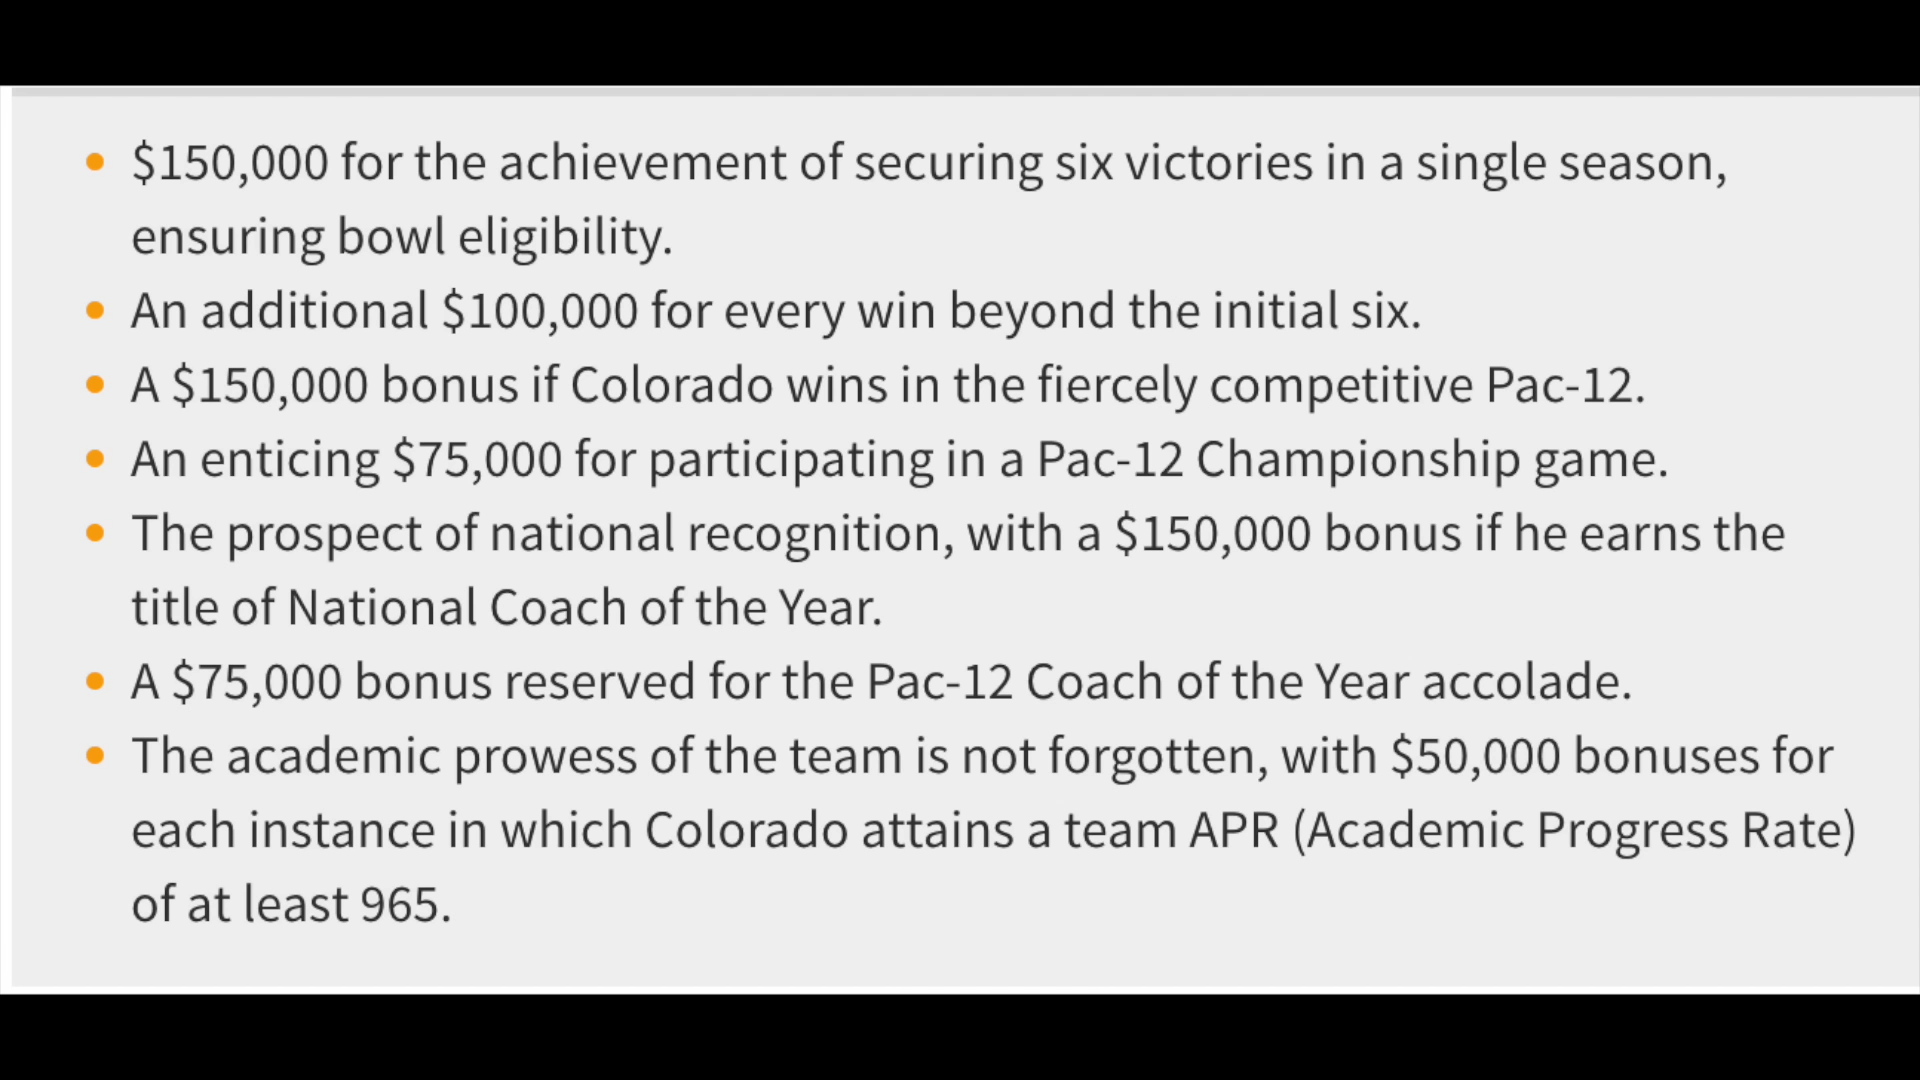 • $150,000 for the achievement of securing six victories in a single season,
ensuring bowl eligibility.
• An additional $100,000 for every win beyond the initial six.
• A $150,000 bonus if Colorado wins in the fiercely competitive Pac-12.
• An enticing $75,000 for participating in a Pac-12 Championship game.
• The prospect of national recognition, with a $150,000 bonus if he earns the
title of National Coach of the Year.
• A $75,000 bonus reserved for the Pac-12 Coach of the Year accolade.
• The academic prowess of the team is not forgotten, with $50,000 bonuses for
each instance in which Colorado attains a team APR (Academic Progress Rate)
of at least 965.